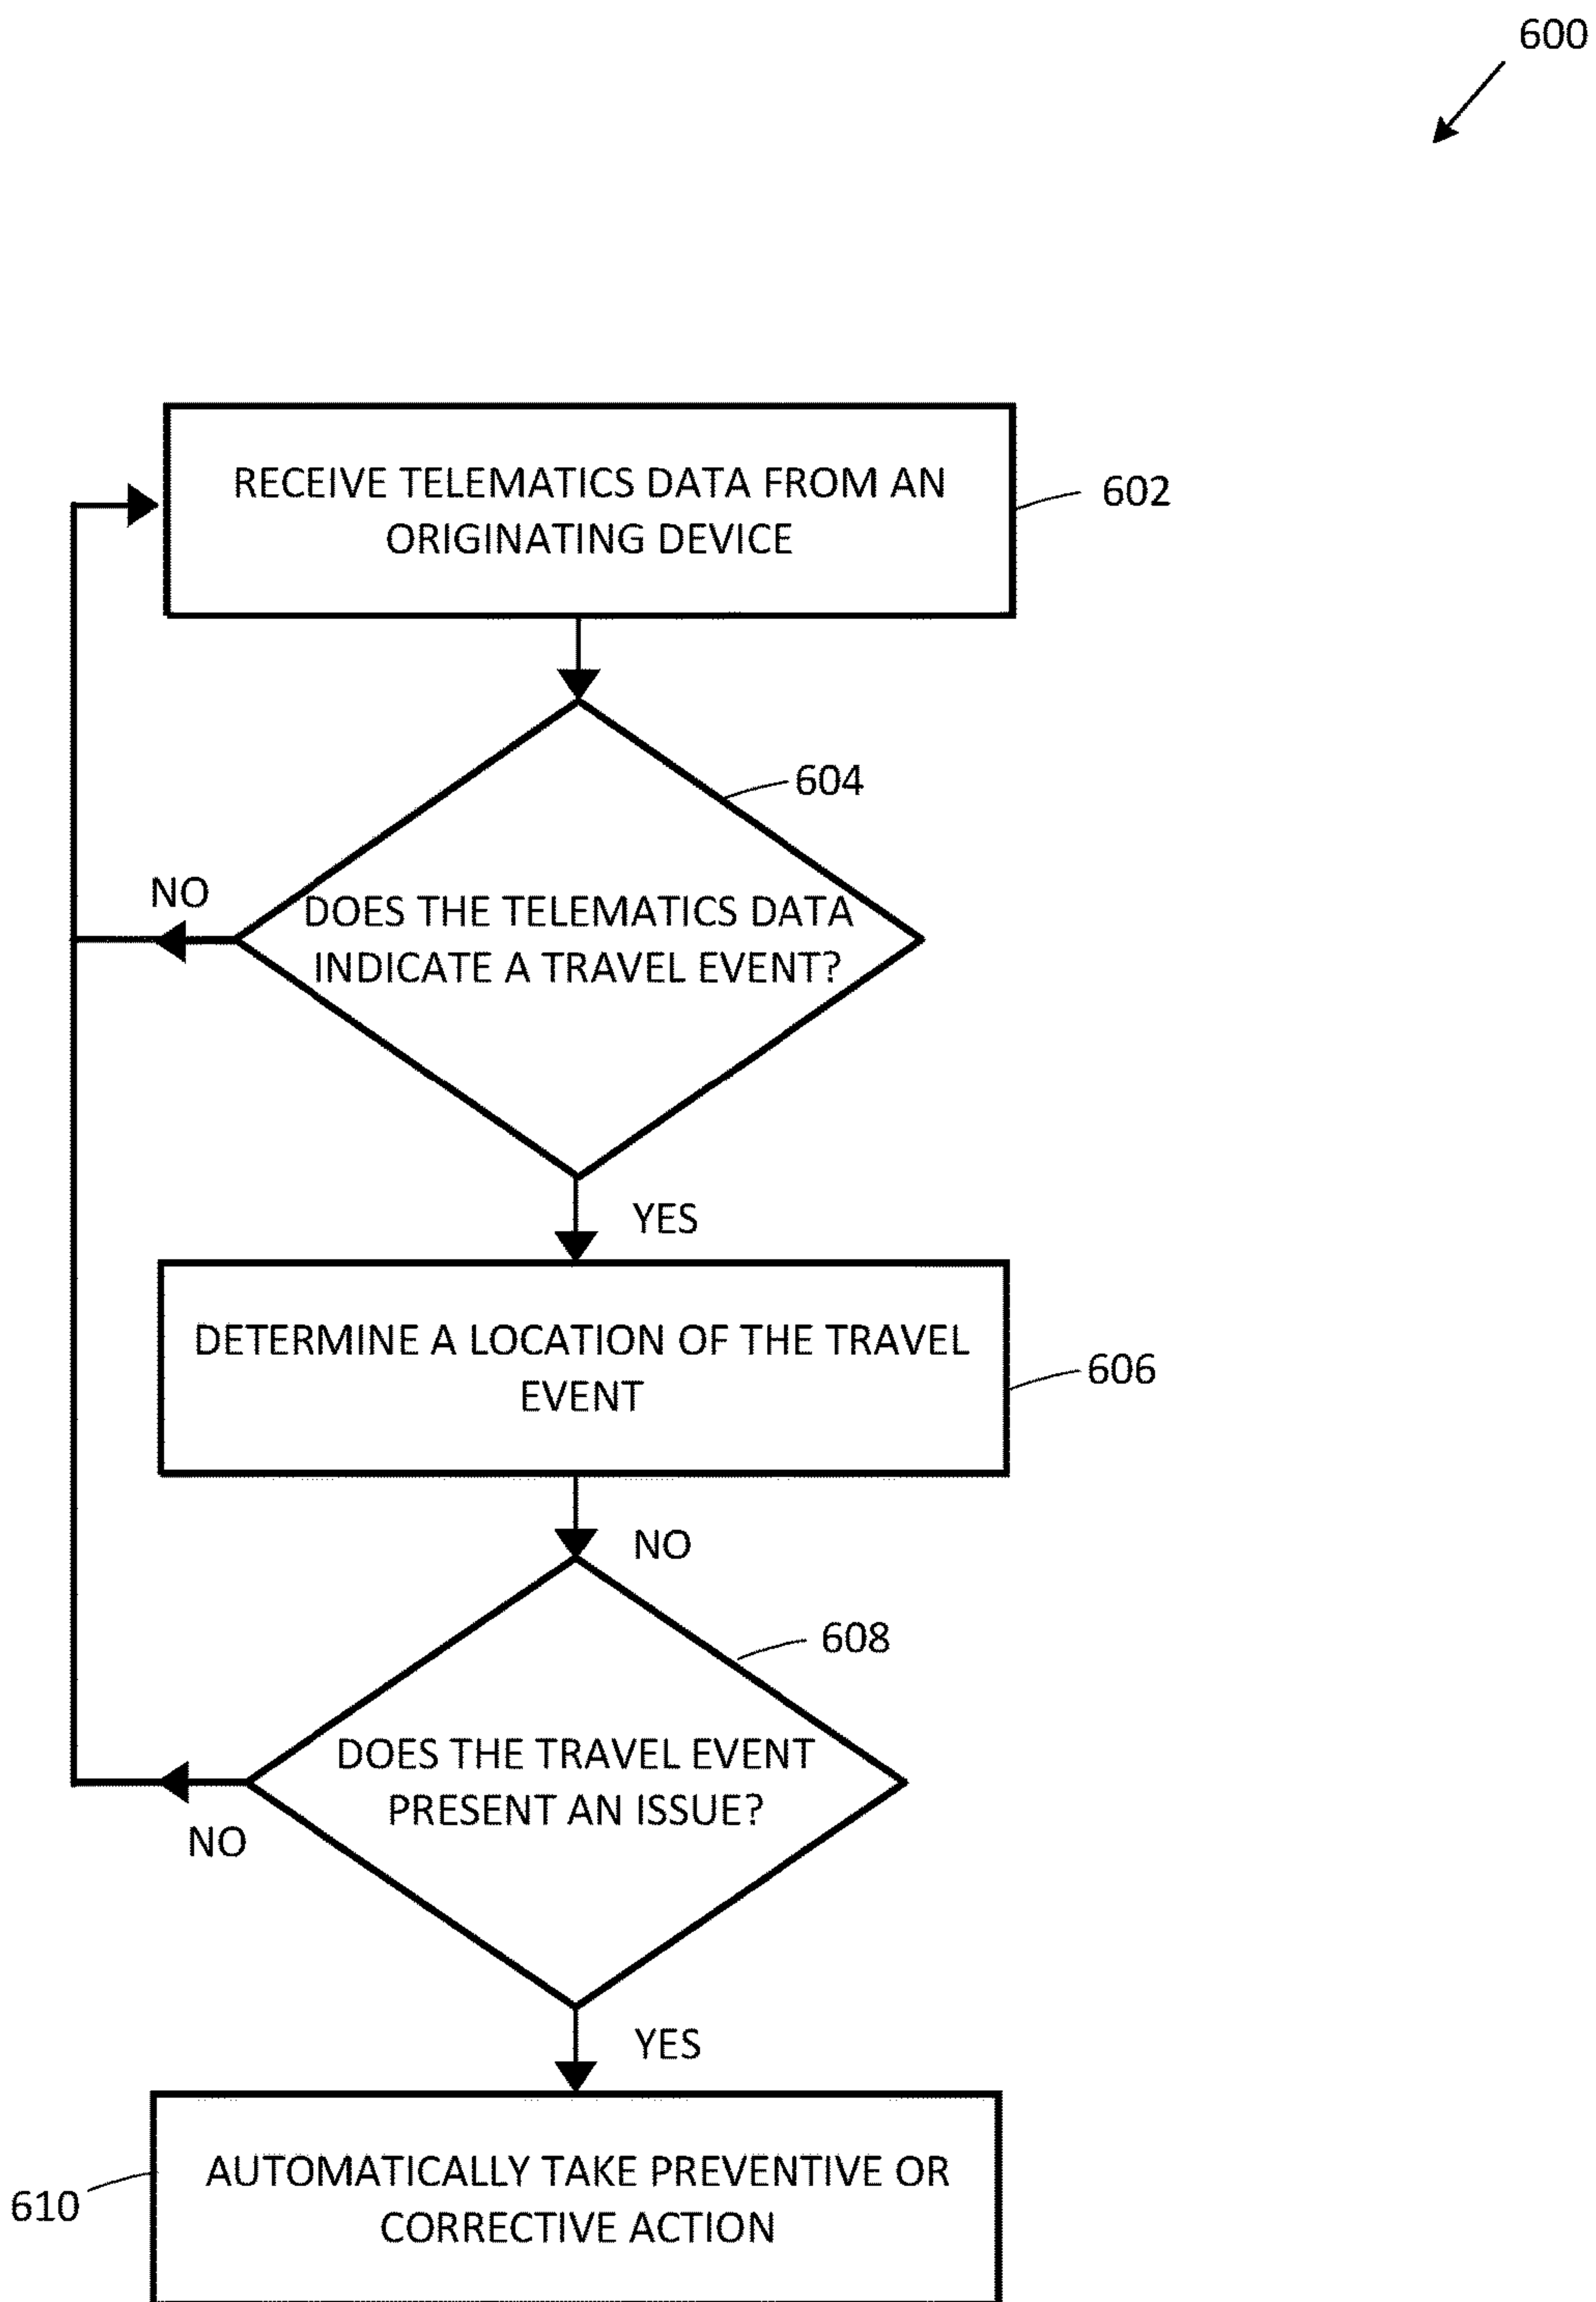 600
RECEIVE TELEMATICS DATA FROM AN
ORIGINATING DEVICE
602
604
NO
DOES THE TELEMATICS DATA
INDICATE A TRAVEL EVENT?
YES
DETERMINE A LOCATION OF THE TRAVEL
EVENT
606
NO
608
DOES THE TRAVEL EVENT
PRESENT AN ISSUE?
NO
YES
AUTOMATICALLY TAKE PREVENTIVE OR
CORRECTIVE ACTION
610